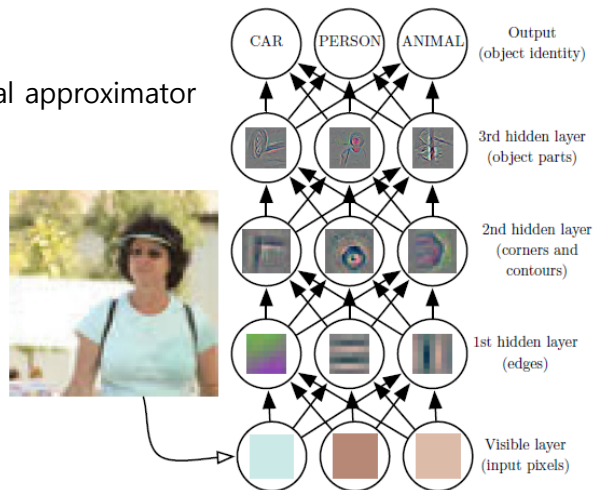 al approximator
CAR PERSON ANIMAL
Output
(object identity)
3rd hidden layer
(object parts)
2nd hidden layer
(corners and
contours)
1st hidden layer
(edges)
Visible layer
(input pixels)